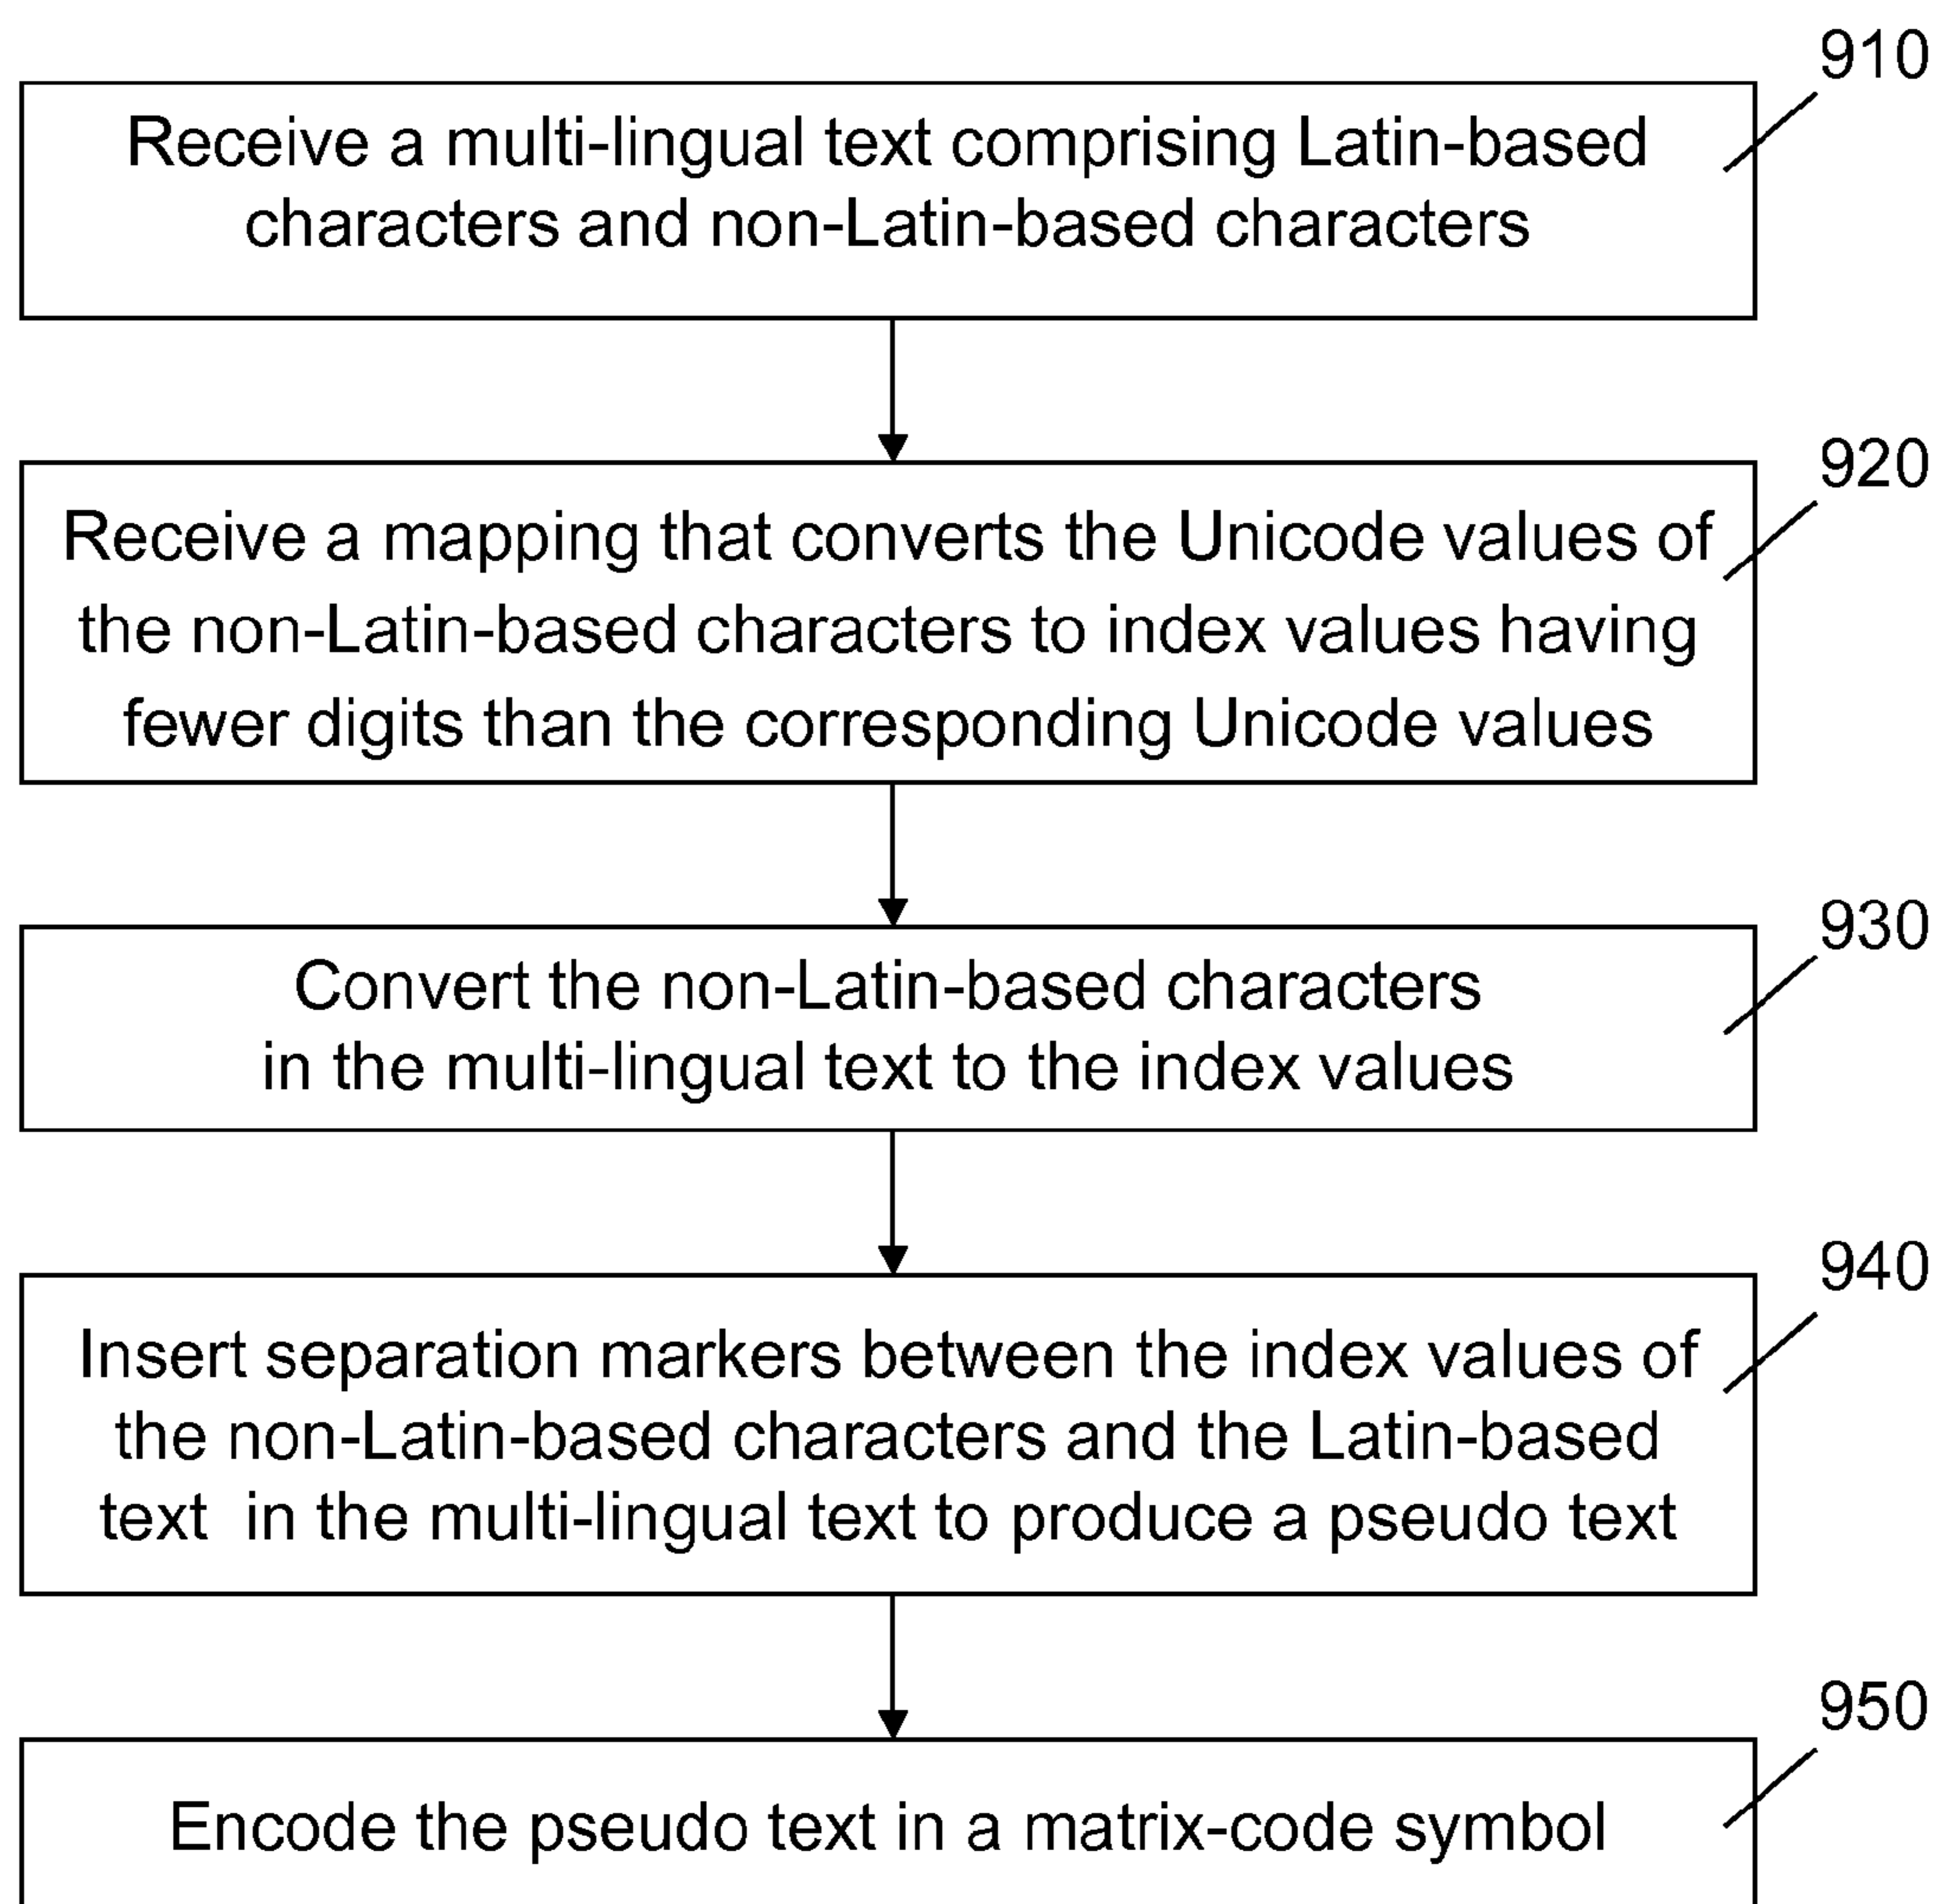 910
Receive a multi-lingual text comprising Latin-based
characters and non-Latin-based characters
920
Receive a mapping that converts the Unicode values of
the non-Latin-based characters to index values having
fewer digits than the corresponding Unicode values
930
Convert the non-Latin-based characters
in the multi-lingual text to the index values
940
Insert separation markers between the index values of
the non-Latin-based characters and the Latin-based
text  in the multi-lingual text to produce a pseudo text
950
Encode the pseudo text in a matrix-code symbol